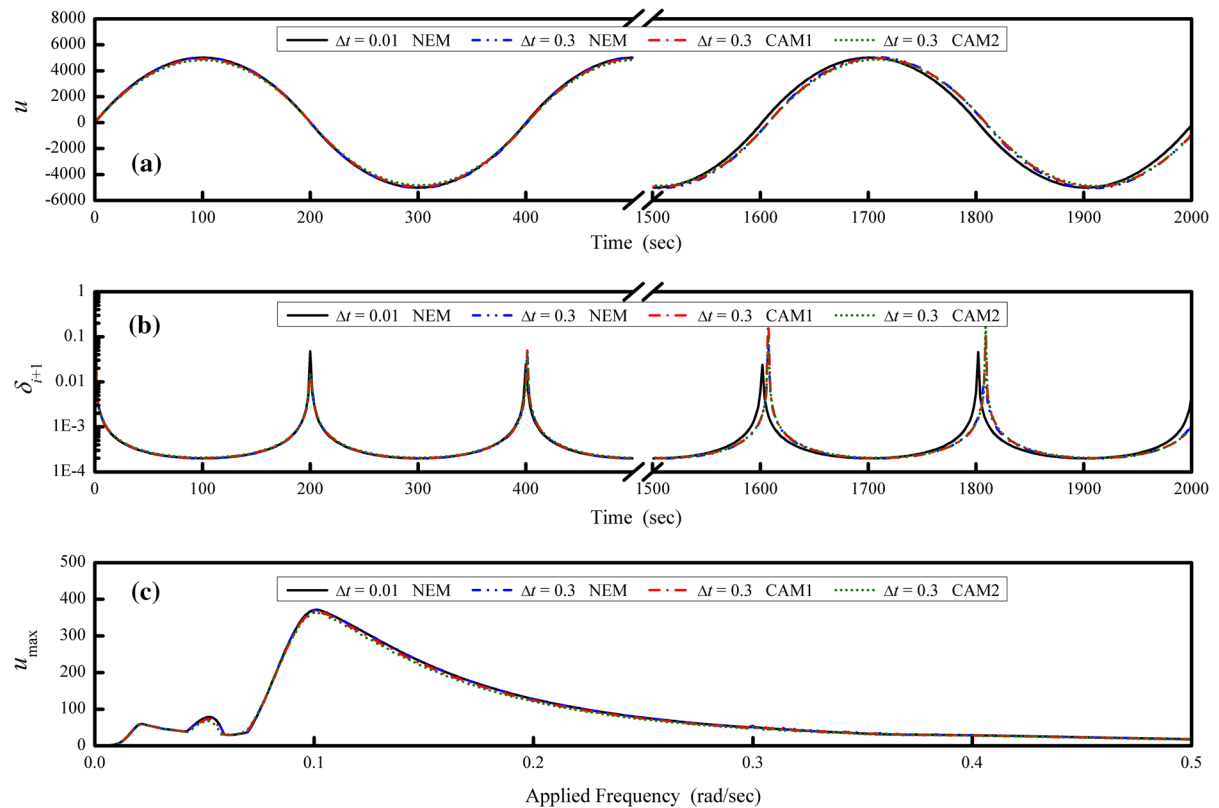 8000
6000
4000
2000
0
-2000
-4000
-6000
u
Δt = 0.01 NEM Δt = 0.3 NEM Δt = 0.3 CAM1 Δt = 0.3 CAM2
(a)
0 100 200 300 400 1500 1600 1700 1800 1900 2000
Time (sec)
1
0.1
0.01
1E-3
1E-4
δi+1
(b)
Δt = 0.01 NEM Δt = 0.3 NEM Δt = 0.3 CAM1 Δt = 0.3 CAM2
0 100 200 300 400 1500 1600 1700 1800 1900 2000
Time (sec)
500
400
300
200
100
0
umax
(c)
Δt = 0.01 NEM Δt = 0.3 NEM Δt = 0.3 CAM1 Δt = 0.3 CAM2
0.0 0.1 0.2 0.3 0.4 0.5
Applied Frequency (rad/sec)